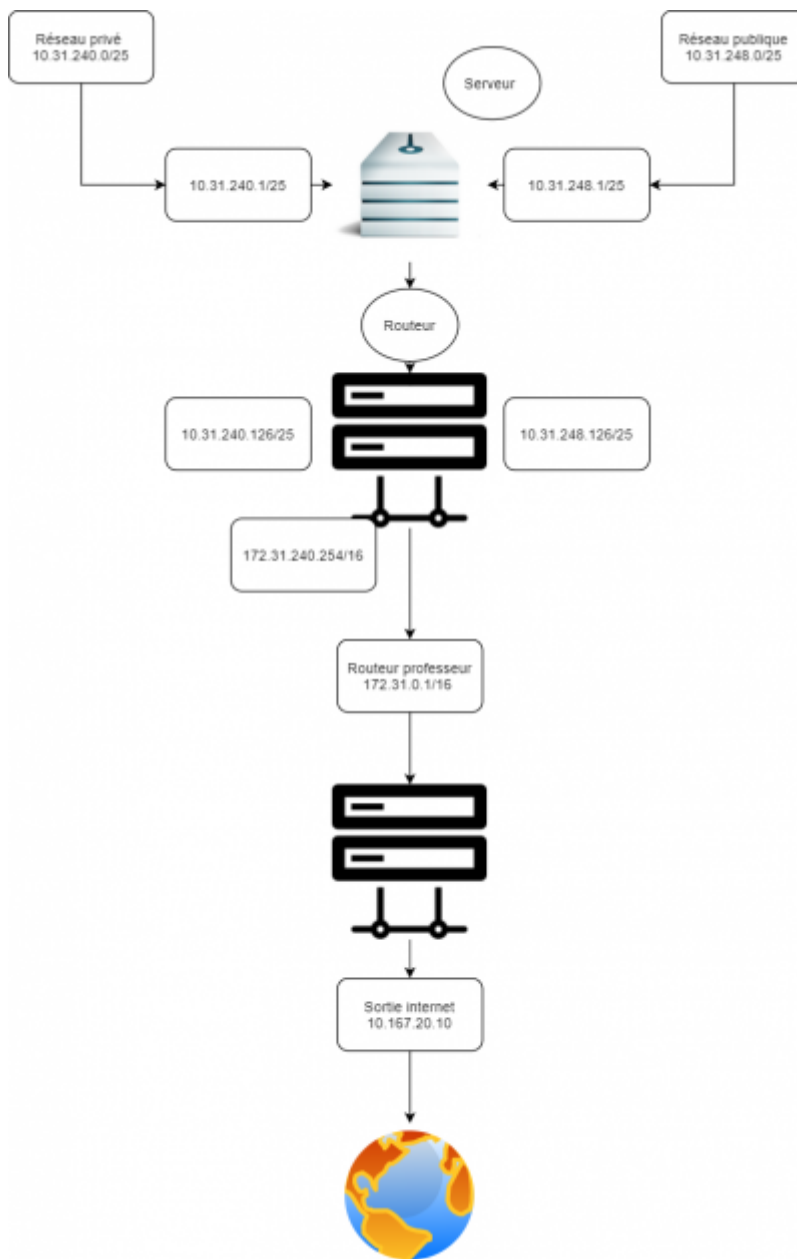 Réseau privé
10.31.240.0/25
Réseau publique
10.31.248.0/25
Serveur
10.31.240.1/25
10.31.248.1/25
Routeur
10.31.240.126/25
10.31.248.126/25
172.31.240.254/16
Routeur professeur
172.31.0.1/16
Sortie internet
10.167.20.10